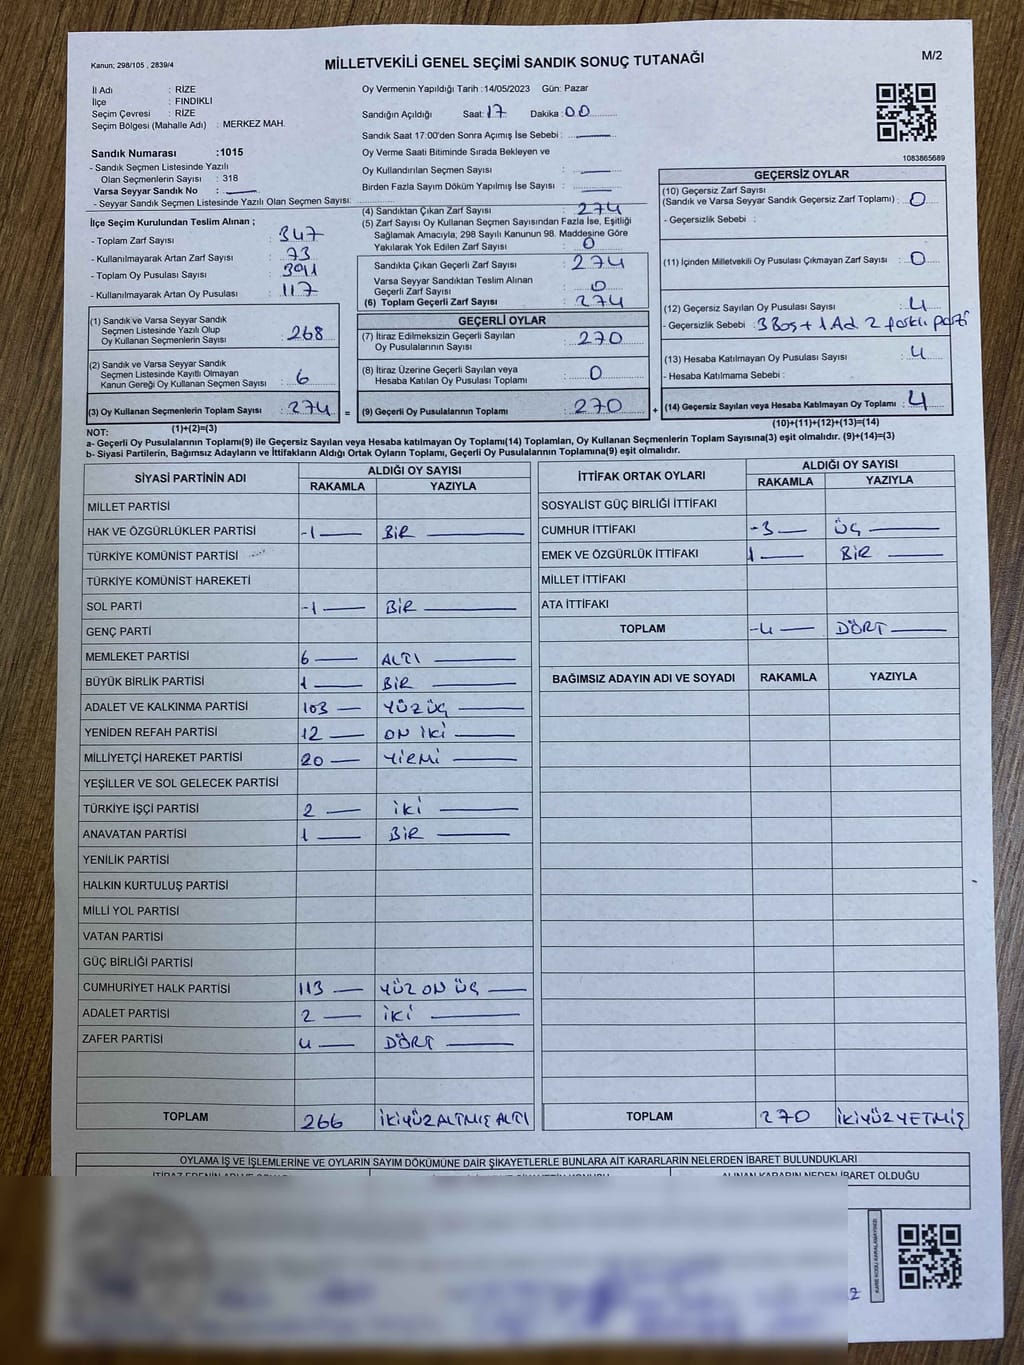 Kanun; 298/105 , 2839/4
MİLLETVEKİLİ GENEL SEÇİMİ SANDIK SONUÇ TUTANAĞI
M/2
İl Adı : RİZE
İlçe : FINDIKLI
Seçim Çevresi : RİZE
Seçim Bölgesi (Mahalle Adı) : MERKEZ MAH.
Sandık Numarası :1015
- Sandık Seçmen Listesinde Yazılı
Olan Seçmenlerin Sayısı : 318
Varsa Seyyar Sandık No :
- Seyyar Sandık Seçmen Listesinde Yazılı Olan Seçmen Sayısı:
Oy Vermenin Yapıldığı Tarih :14/05/2023 Gün: Pazar
Sandığın Açıldığı Saat: 17 Dakika : 00
Sandık Saat 17:00'den Sonra Açımış İse Sebebi :
Oy Verme Saati Bitiminde Sırada Bekleyen ve
Oy Kullandırılan Seçmen Sayısı :
Birden Fazla Sayım Döküm Yapılmış İse Sayısı :
1083865689
İlçe Seçim Kurulundan Teslim Alınan ;
- Toplam Zarf Sayısı : 347
- Kullanılmayarak Artan Zarf Sayısı : 73
- Toplam Oy Pusulası Sayısı : 391
- Kullanılmayarak Artan Oy Pusulası : 117
(1) Sandık ve Varsa Seyyar Sandık
Seçmen Listesinde Yazılı Olup
Oy Kullanan Seçmenlerin Sayısı : 268
(2) Sandık ve Varsa Seyyar Sandık
Seçmen Listesinde Kayıtlı Olmayan
Kanun Gereği Oy Kullanan Seçmen Sayısı : 6
(3) Oy Kullanan Seçmenlerin Toplam Sayısı : 274 =
(1)+(2)=(3)
(4) Sandıktan Çıkan Zarf Sayısı : 274
(5) Zarf Sayısı Oy Kullanan Seçmen Sayısından Fazla İse, Eşitliği
Sağlamak Amacıyla; 298 Sayılı Kanunun 98. Maddesine Göre
Yakılarak Yok Edilen Zarf Sayısı : 0
Sandıkta Çıkan Geçerli Zarf Sayısı : 274
Varsa Seyyar Sandıktan Teslim Alınan
Geçerli Zarf Sayısı : 0
(6) Toplam Geçerli Zarf Sayısı : 274
GEÇERLİ OYLAR
(7) İtiraz Edilmeksizin Geçerli Sayılan
Oy Pusulalarının Sayısı : 270
(8) İtiraz Üzerine Geçerli Sayılan veya
Hesaba Katılan Oy Pusulası Toplamı : 0
(9) Geçerli Oy Pusulalarının Toplamı : 270 +
GEÇERSİZ OYLAR
(10) Geçersiz Zarf Sayısı
(Sandık ve Varsa Seyyar Sandık Geçersiz Zarf Toplamı) : 0
- Geçersizlik Sebebi :
(11) İçinden Milletvekili Oy Pusulası Çıkmayan Zarf Sayısı : 0
(12) Geçersiz Sayılan Oy Pusulası Sayısı : 4
- Geçersizlik Sebebi : 3 Boş + 1 Ad 2 farklı parti
(13) Hesaba Katılmayan Oy Pusulası Sayısı : 4
- Hesaba Katılmama Sebebi :
(14) Geçersiz Sayılan veya Hesaba Katılmayan Oy Toplamı : 4
(10)+(11)+(12)+(13)=(14)
NOT:
a- Geçerli Oy Pusulalarının Toplamı(9) ile Geçersiz Sayılan veya Hesaba katılmayan Oy Toplamı(14) Toplamları, Oy Kullanan Seçmenlerin Toplam Sayısına(3) eşit olmalıdır. (9)+(14)=(3)
b- Siyasi Partilerin, Bağımsız Adayların ve İttifakların Aldığı Ortak Oyların Toplamı, Geçerli Oy Pusulalarının Toplamına(9) eşit olmalıdır.
SİYASİ PARTİNİN ADI ALDIĞI OY SAYISI
RAKAMLA YAZIYLA
MİLLET PARTİSİ
HAK VE ÖZGÜRLÜKLER PARTİSİ -1 BİR
TÜRKİYE KOMÜNİST PARTİSİ
TÜRKİYE KOMÜNİST HAREKETİ
SOL PARTİ -1 BİR
GENÇ PARTİ
MEMLEKET PARTİSİ 6 ALTI
BÜYÜK BİRLİK PARTİSİ 1 BİR
ADALET VE KALKINMA PARTİSİ 103 YÜZ ÜÇ
YENİDEN REFAH PARTİSİ 12 ON İKİ
MİLLİYETÇİ HAREKET PARTİSİ 20 YİRMİ
YEŞİLLER VE SOL GELECEK PARTİSİ
TÜRKİYE İŞÇİ PARTİSİ 2 İKİ
ANAVATAN PARTİSİ 1 BİR
YENİLİK PARTİSİ
HALKIN KURTULUŞ PARTİSİ
MİLLİ YOL PARTİSİ
VATAN PARTİSİ
GÜÇ BİRLİĞİ PARTİSİ
CUMHURİYET HALK PARTİSİ 113 YÜZ ON ÜÇ
ADALET PARTİSİ 2 İKİ
ZAFER PARTİSİ 4 DÖRT
TOPLAM 266 İKİYÜZ ALTMIŞ ALTI
İTTİFAK ORTAK OYLARI ALDIĞI OY SAYISI
RAKAMLA YAZIYLA
SOSYALİST GÜÇ BİRLİĞİ İTTİFAKI
CUMHUR İTTİFAKI -3 ÜÇ
EMEK VE ÖZGÜRLÜK İTTİFAKI 1 BİR
MİLLET İTTİFAKI
ATA İTTİFAKI
TOPLAM -4 DÖRT
BAĞIMSIZ ADAYIN ADI VE SOYADI RAKAMLA YAZIYLA
TOPLAM 270 İKİYÜZ YETMİŞ
OYLAMA İŞ VE İŞLEMLERİNE VE OYLARIN SAYIM DÖKÜMÜNE DAİR ŞİKAYETLERLE BUNLARA AİT KARARLARIN NELERDEN İBARET BULUNDUKLARI
ALINAN KARARIN NEDEN İBARET OLDUĞU